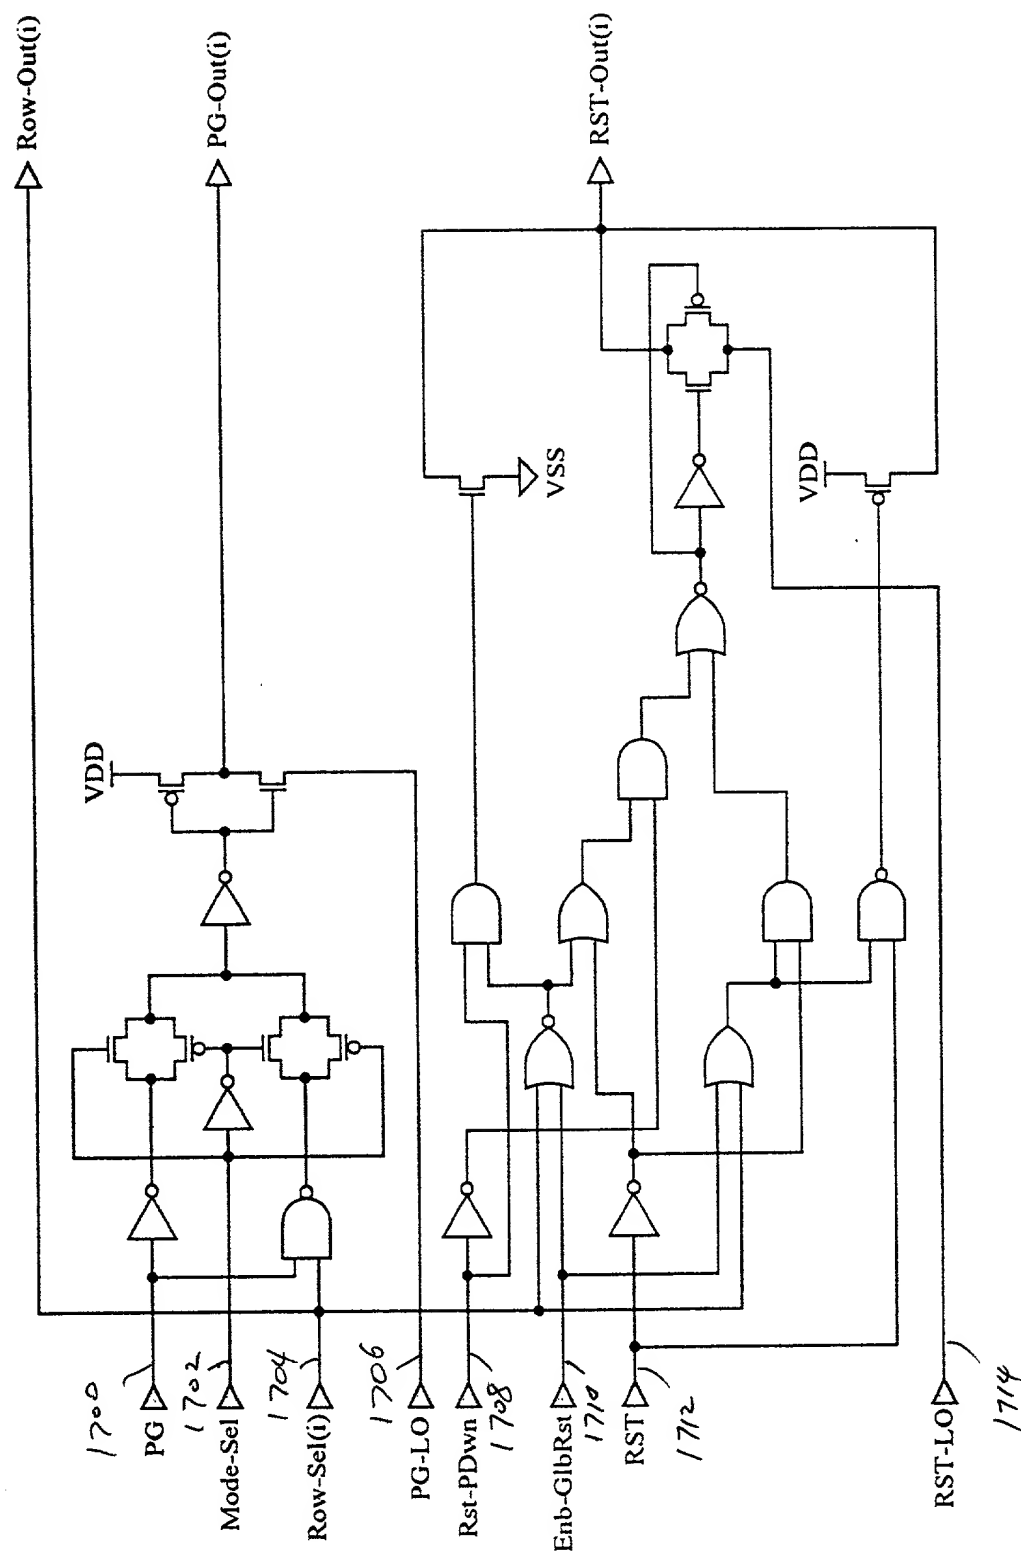 Row-Out(i)
PG-Out(i)
RST-Out(i)
VDD
VSS
VDD
1700
PG
1702
Mode-Sel
1704
Row-Sel(i)
1706
PG-LO
Rst-PDwn
1708
Enb-GlbRst
1710
RST
1712
RST-LO
1714